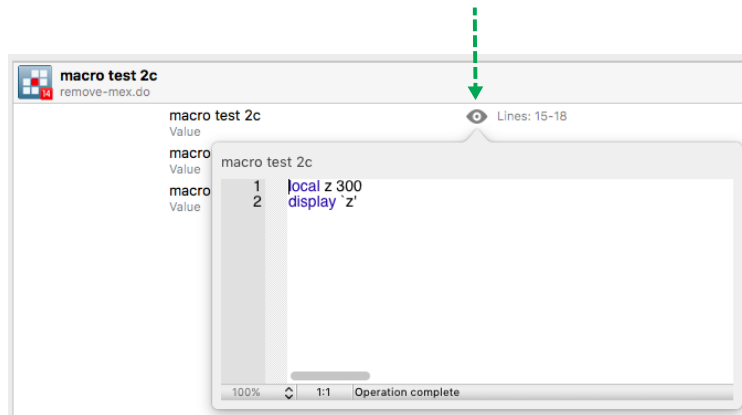 macro test 2c
14
remove-mex.do
macro test 2c
Lines: 15-18
Value
macro
Value
macro
Value
macro test 2c
1 local z 300
2 display `z'
100% 1:1 Operation complete